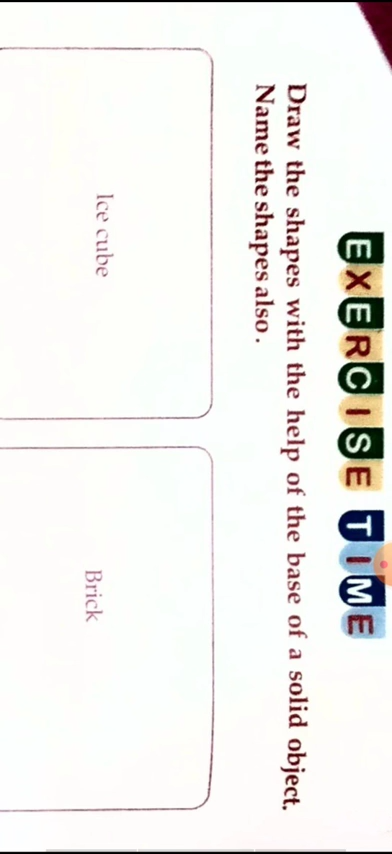 EXERCISE TIME
Draw the shapes with the help of the base of a solid object.
Name the shapes also.
Ice cube
Brick